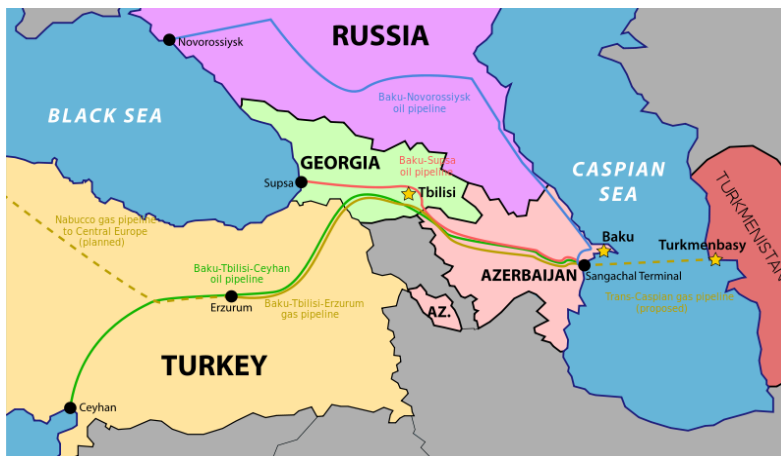 RUSSIA
Novorossiysk
Baku-Novorossiysk
oil pipeline
BLACK SEA
GEORGIA
Baku-Supsa
oil pipeline
CASPIAN
SEA
Supsa
Tbilisi
TURKMENISTAN
Nabucco gas pipeline
to Central Europe
(planned)
Baku
Turkmenbasy
Baku-Tbilisi-Ceyhan
oil pipeline
AZERBAIJAN
Sangachal Terminal
Erzurum
Baku-Tbilisi-Erzurum
gas pipeline
AZ.
Trans-Caspian gas pipeline
(proposed)
TURKEY
Ceyhan